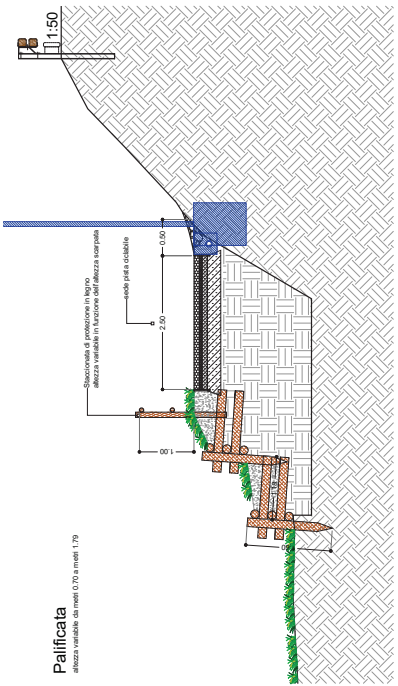 Palificata
altezza variabile da metri 0.70 a metri 1.79
Staccionata di protezione in legno
altezza variabile in funzione dell'altezza scarpata
sede pista ciclabile
1:50
0.50
2.50
1.00